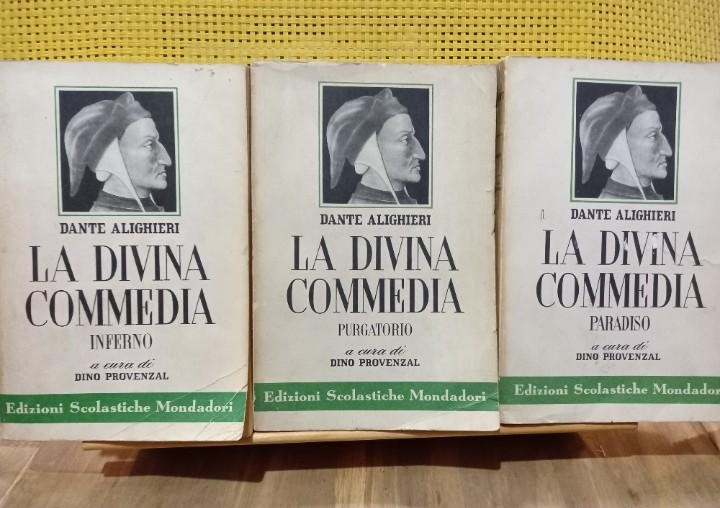 DANTE ALIGHIERI
LA DIVINA
COMMEDIA
INFERNO
a cura di
DINO PROVENZAL
Edizioni Scolastiche Mondadori
DANTE ALIGHIERI
LA DIVINA
COMMEDIA
PURGATORIO
a cura di
DINO PROVENZAL
Edizioni Scolastiche Mondadori
DANTE ALIGHIERI
LA DIVINA
COMMEDIA
PARADISO
a cura di
DINO PROVENZAL
Edizioni Scolastiche Mondadori